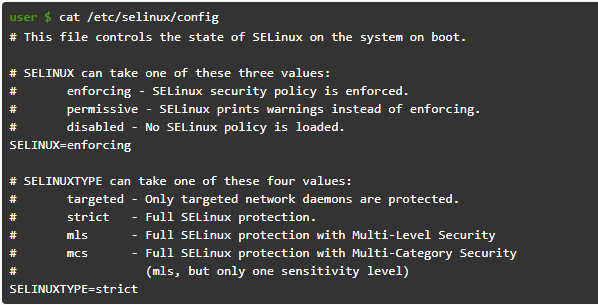 user $ cat /etc/selinux/config
# This file controls the state of SELinux on the system on boot.

# SELINUX can take one of these three values:
#       enforcing - SELinux security policy is enforced.
#       permissive - SELinux prints warnings instead of enforcing.
#       disabled - No SELinux policy is loaded.
SELINUX=enforcing

# SELINUXTYPE can take one of these four values:
#       targeted - Only targeted network daemons are protected.
#       strict   - Full SELinux protection.
#       mls      - Full SELinux protection with Multi-Level Security
#       mcs      - Full SELinux protection with Multi-Category Security
#                  (mls, but only one sensitivity level)
SELINUXTYPE=strict